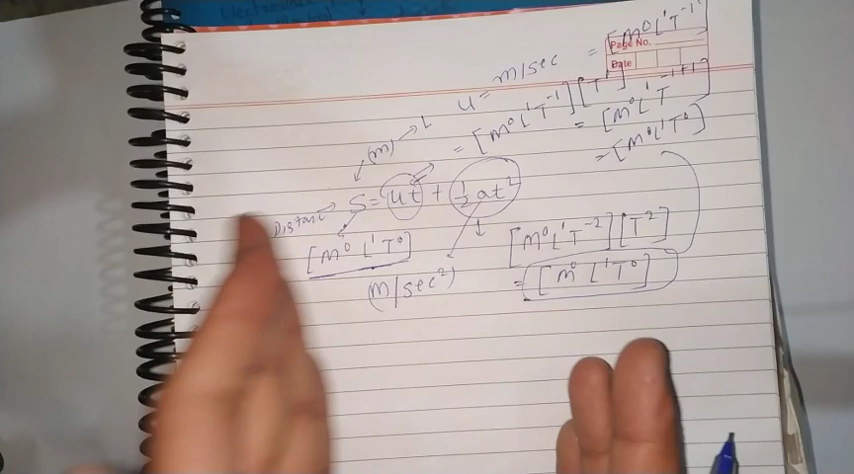 u = m/sec = [M⁰L¹T⁻¹]
Page No.
Date
= [M⁰L¹T⁻¹][T¹] = [M⁰L¹T⁻¹⁺¹]
= [M⁰L¹T⁰]
(m) → L
S = ut + ½at²
[M⁰L¹T⁰]
[M⁰L¹T⁻²][T²]
(m/sec²)
= [M⁰L¹T⁰]